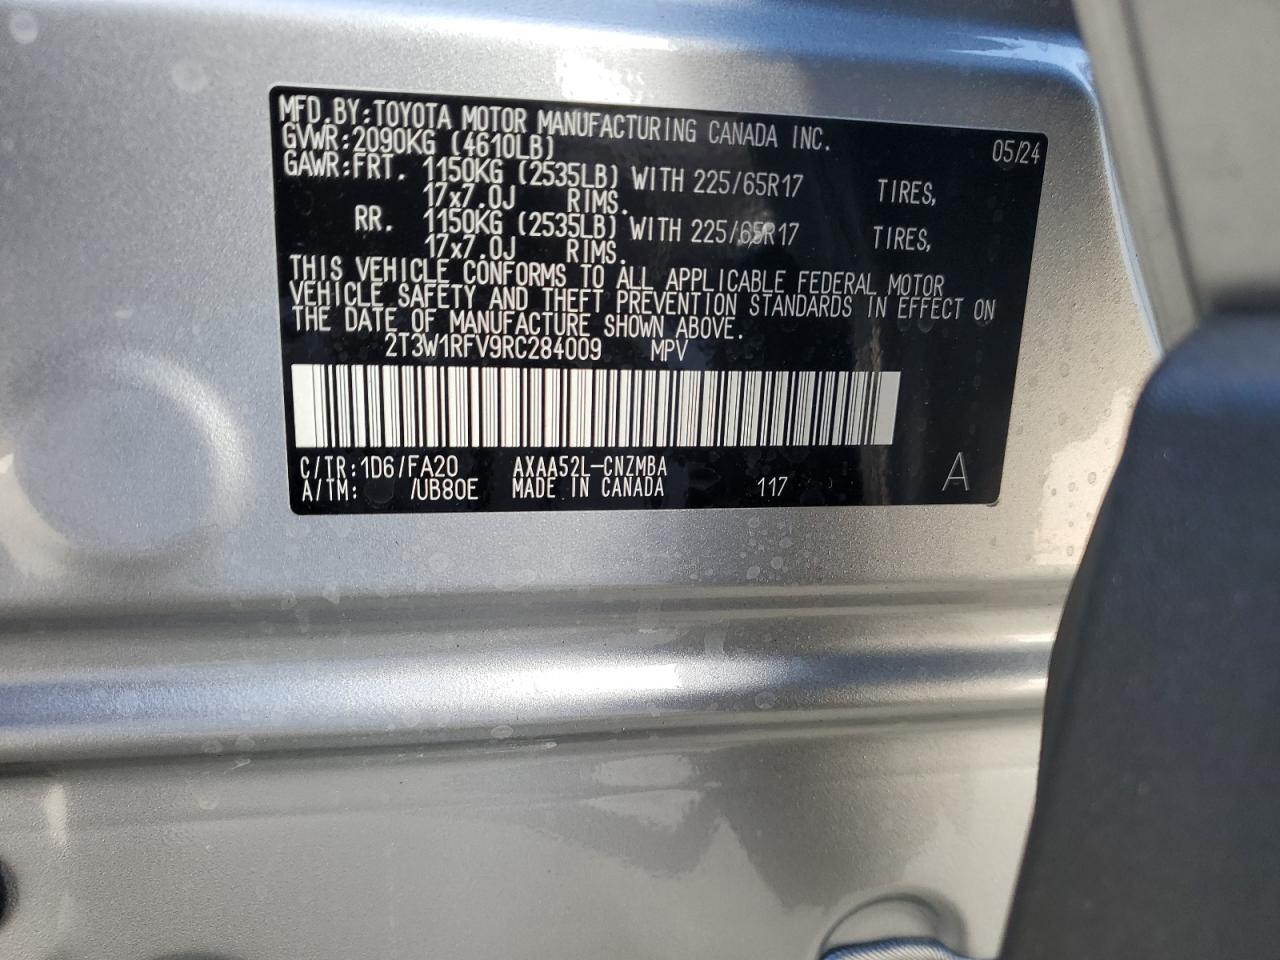 MFD.BY:TOYOTA MOTOR MANUFACTURING CANADA INC.
GVWR:2090KG (4610LB) 05/24
GAWR:FRT. 1150KG (2535LB) WITH 225/65R17 TIRES,
17x7.0J RIMS.
RR. 1150KG (2535LB) WITH 225/65R17 TIRES,
17x7.0J RIMS.
THIS VEHICLE CONFORMS TO ALL APPLICABLE FEDERAL MOTOR
VEHICLE SAFETY AND THEFT PREVENTION STANDARDS IN EFFECT ON
THE DATE OF MANUFACTURE SHOWN ABOVE.
2T3W1RFV9RC284009 MPV
C/TR:1D6/FA20 AXAA52L-CNZMBA
A/TM: /UB80E MADE IN CANADA 117 A